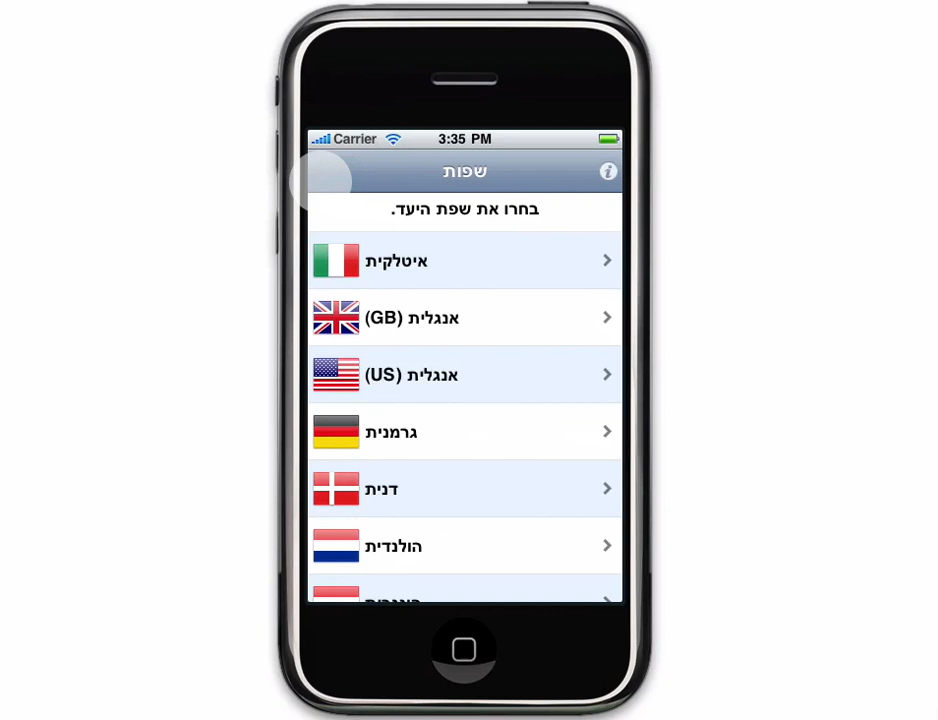 Carrier 3:35 PM
שפות
בחרו את שפת היעד.
איטלקית
אנגלית (GB)
אנגלית (US)
גרמנית
דנית
הולנדית